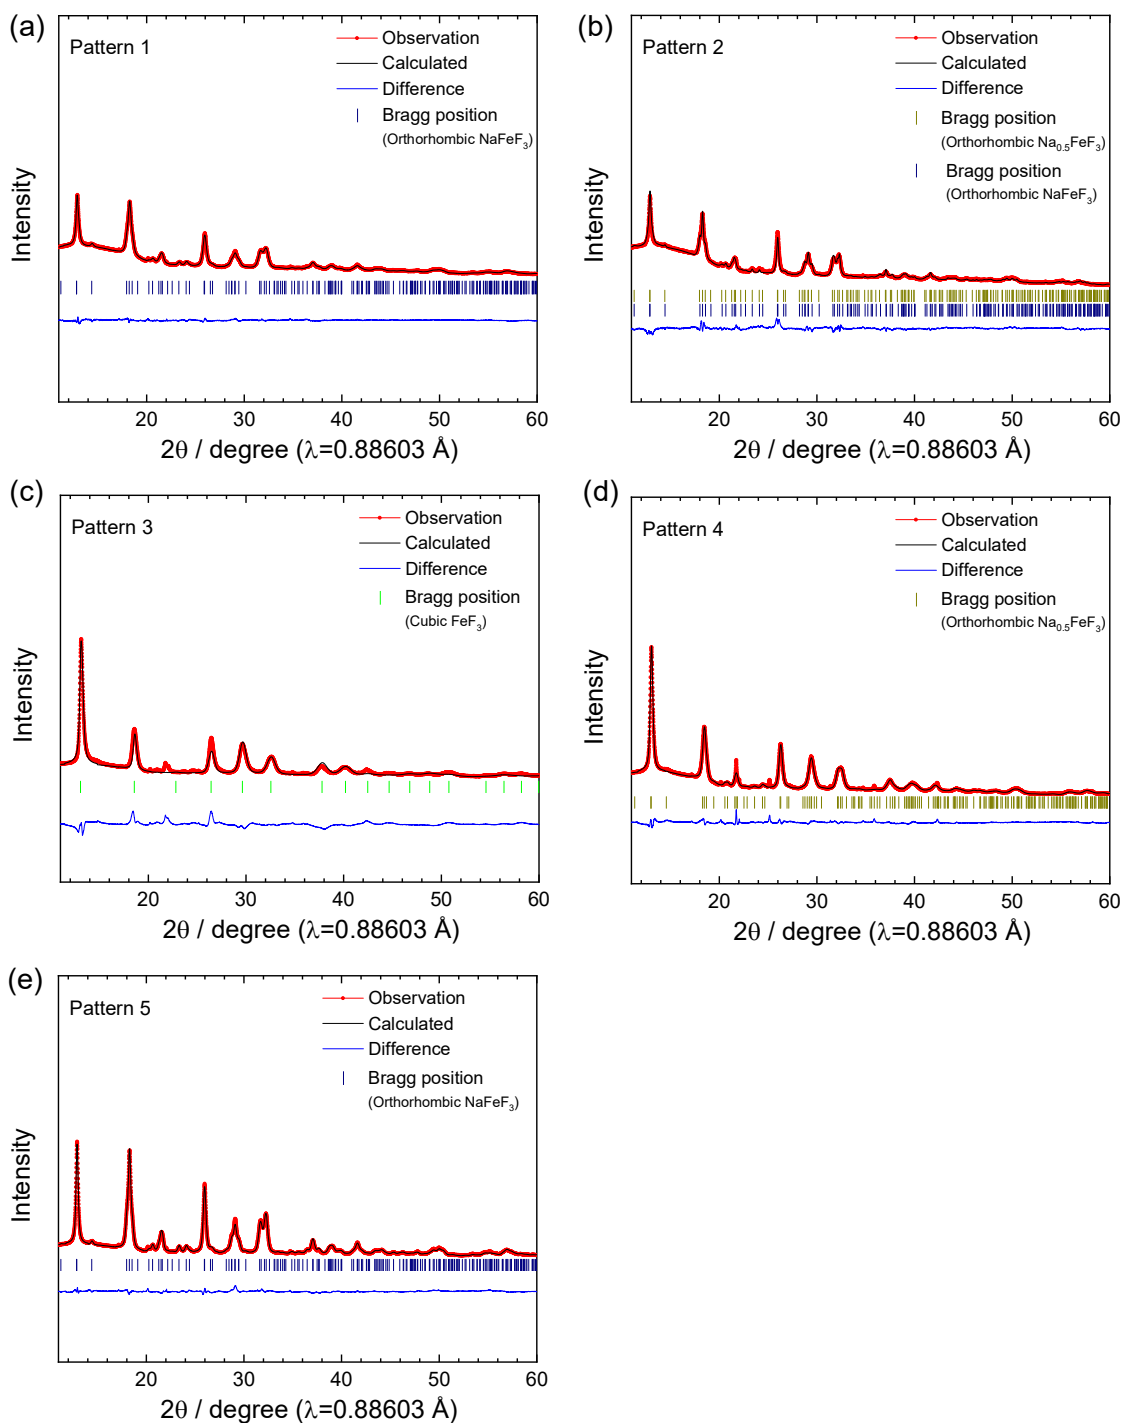 (a)
Pattern 1
Observation
Calculated
Difference
Bragg position
(Orthorhombic NaFeF₃)
Intensity
20 30 40 50 60
2θ / degree (λ=0.88603 Å)
(b)
Pattern 2
Observation
Calculated
Difference
Bragg position
(Orthorhombic Na₀.₅FeF₃)
Bragg position
(Orthorhombic NaFeF₃)
Intensity
20 30 40 50 60
2θ / degree (λ=0.88603 Å)
(c)
Pattern 3
Observation
Calculated
Difference
Bragg position
(Cubic FeF₃)
Intensity
20 30 40 50 60
2θ / degree (λ=0.88603 Å)
(d)
Pattern 4
Observation
Calculated
Difference
Bragg position
(Orthorhombic Na₀.₅FeF₃)
Intensity
20 30 40 50 60
2θ / degree (λ=0.88603 Å)
(e)
Pattern 5
Observation
Calculated
Difference
Bragg position
(Orthorhombic NaFeF₃)
Intensity
20 30 40 50 60
2θ / degree (λ=0.88603 Å)